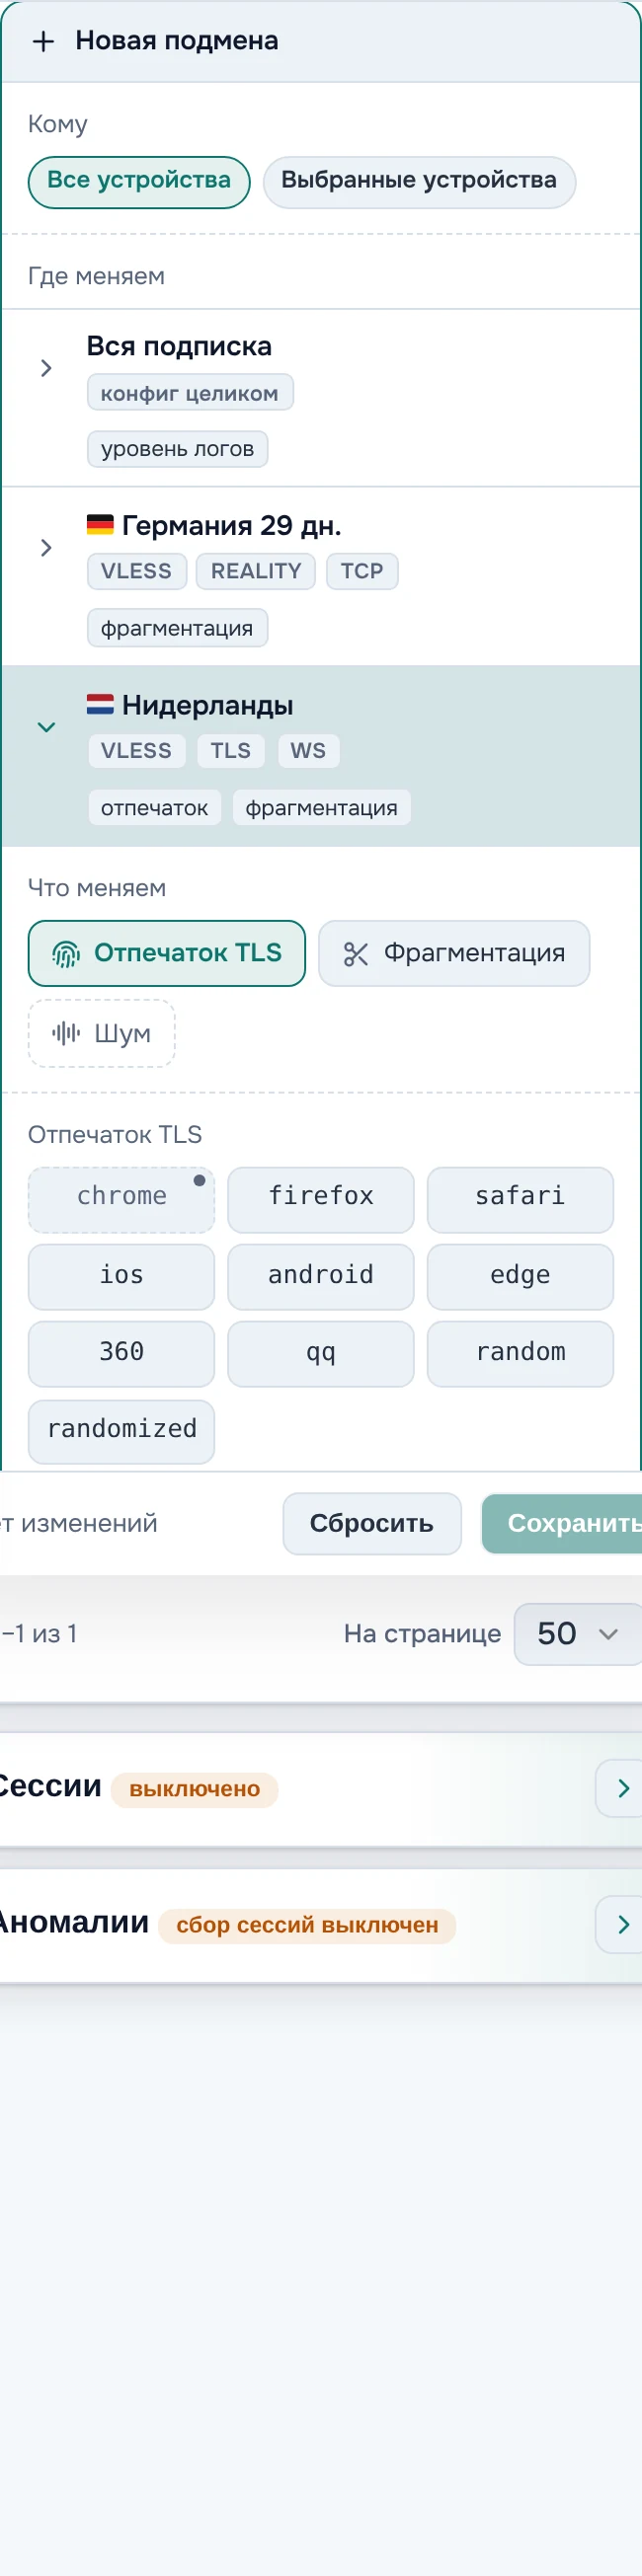 Новая подмена
Кому
Все устройства Выбранные устройства
Где меняем
Вся подписка
конфиг целиком
уровень логов
Германия 29 дн.
VLESS REALITY TCP
фрагментация
Нидерланды
VLESS TLS WS
отпечаток фрагментация
Что меняем
Отпечаток TLS Фрагментация
Шум
Отпечаток TLS
chrome firefox safari
ios android edge
360 qq random
randomized
ет изменений Сбросить Сохранить
–1 из 1 На странице 50
Сессии выключено
Аномалии сбор сессий выключен